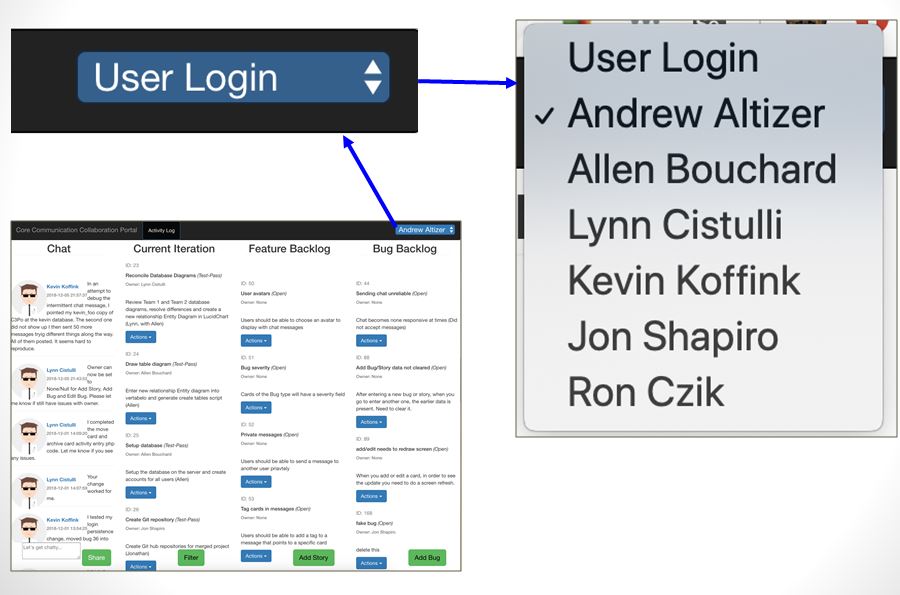 User Login
User Login
Andrew Altizer
Allen Bouchard
Lynn Cistulli
Kevin Koffink
Jon Shapiro
Ron Czik
Core Communication Collaboration Portal
Activity Log
Andrew Altizer
Chat
Kevin Koffink
2018-12-05 21:57:
In an
attempt to
debug the
intermittent chat message, I
pointed my kevin_foo copy of
C3Po at the kevin database. The second one
did not show up I then sent 50 more
messages tryig different things along the way.
All of them posted. It seems hard to
reproduce.
Lynn Cistulli
2018-12-05 21:43:
Owner can
now be set
to
None/Null for Add Story, Add
Bug and Edit Bug. Please let
me know if still have issues with owner.
Lynn Cistulli
2018-12-01 14:09:
I completed
the move
card and
archive card activity entry php
code. Let me know if you see
any issues.
Lynn Cistulli
2018-12-01 14:07:
Your
change
worked for
me.
Kevin Koffink
2018-12-01 13:54:
I tested my
login
persistence
change, moved bug 36 into
Let's get chatty...
Share
Current Iteration
ID: 23
Reconcile Database Diagrams (Test-Pass)
Owner: Lynn Cistulli
Review Team 1 and Team 2 database
diagrams, resolve differences and create a
new relationship Entity Diagram in LucidChart
(Lynn, with Allen)
Actions
ID: 24
Draw table diagram (Test-Pass)
Owner: Allen Bouchard
Enter new relationship Entity diagram into
vertabelo and generate create tables script
(Allen)
Actions
ID: 25
Setup database (Test-Pass)
Owner: Allen Bouchard
Setup the database on the server and create
accounts for all users (Allen)
Actions
ID: 26
Create Git repository (Test-Pass)
Owner: Jon Shapiro
Create Git hub repositories for merged project
(Jonathan)
Actions
Filter
Feature Backlog
ID: 50
User avatars (Open)
Owner: None
Users should be able to choose an avatar to
display with chat messages
Actions
ID: 51
Bug severity (Open)
Owner: None
Cards of the Bug type will have a severity field
Actions
ID: 52
Private messages (Open)
Owner: None
Users should be able to send a message to
another user priavtely
Actions
ID: 53
Tag cards in messages (Open)
Owner: None
Users should be able to add a tag to a
message that points to a specific card
Actions
Add Story
Bug Backlog
ID: 44
Sending chat unreliable (Open)
Owner: None
Chat becomes none responsive at times (Did
not accept messages)
Actions
ID: 88
Add Bug/Story data not cleared (Open)
Owner: None
After entering a new bug or story, when you
go to enter another one, the earlier data is
present. Need to clear it.
Actions
ID: 89
add/edit needs to redraw screen (Open)
Owner: None
When you add or edit a card, in order to see
the update you need to do a screen refresh.
Actions
ID: 168
fake bug (Open)
Owner: Jon Shapiro
delete this
Actions
Add Bug